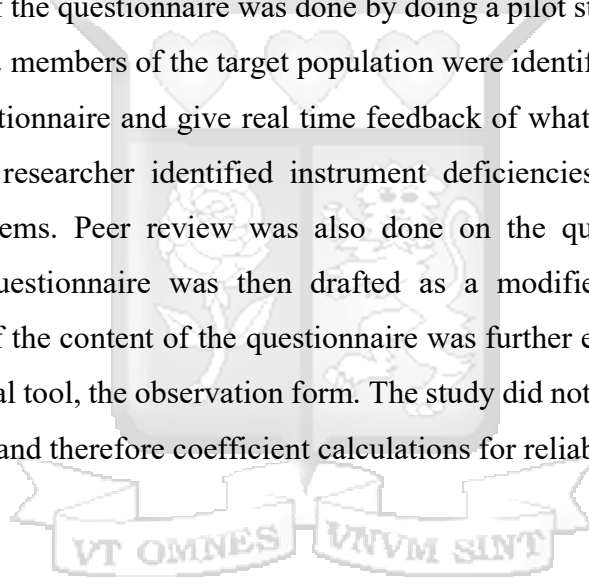 f the questionnaire was done by doing a pilot st
members of the target population were identif
tionnaire and give real time feedback of what
researcher identified instrument deficiencies
ems. Peer review was also done on the qu
uestionnaire was then drafted as a modifie
f the content of the questionnaire was further e
al tool, the observation form. The study did not
and therefore coefficient calculations for reliab
VT OMNES VNVM SINT